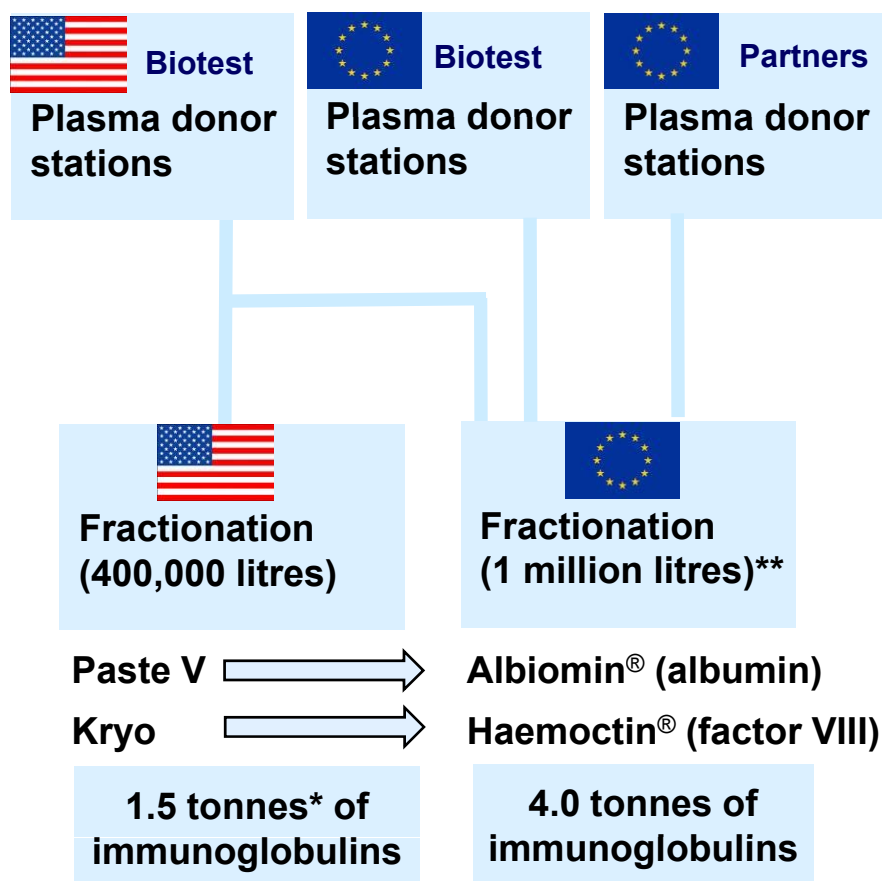 Biotest
Plasma donor
stations
Biotest
Plasma donor
stations
Partners
Plasma donor
stations
Fractionation
(400,000 litres)
Fractionation
(1 million litres)**
Paste V
Albiomin® (albumin)
Kryo
Haemoctin® (factor VIII)
1.5 tonnes* of
immunoglobulins
4.0 tonnes of
immunoglobulins